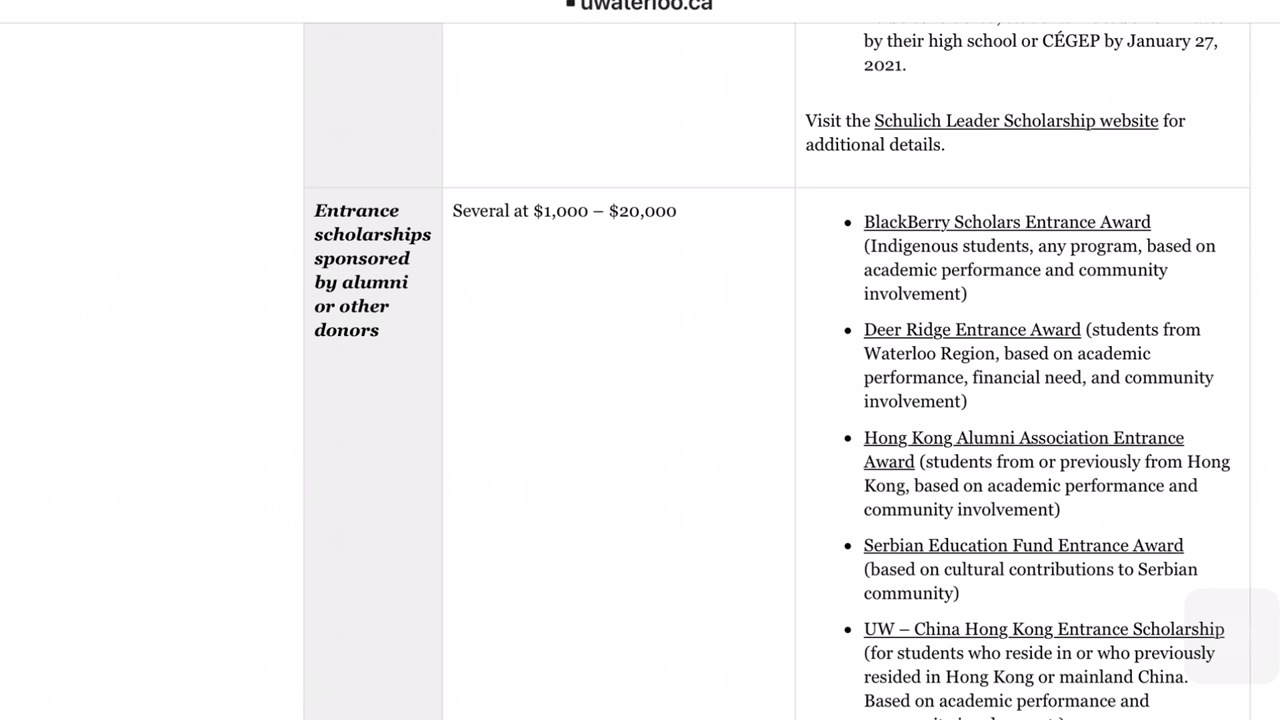 uwaterloo.ca
by their high school or CÉGEP by January 27,
2021.
Visit the Schulich Leader Scholarship website for
additional details.
Entrance
scholarships
sponsored
by alumni
or other
donors
Several at $1,000 – $20,000
• BlackBerry Scholars Entrance Award
(Indigenous students, any program, based on
academic performance and community
involvement)
• Deer Ridge Entrance Award (students from
Waterloo Region, based on academic
performance, financial need, and community
involvement)
• Hong Kong Alumni Association Entrance
Award (students from or previously from Hong
Kong, based on academic performance and
community involvement)
• Serbian Education Fund Entrance Award
(based on cultural contributions to Serbian
community)
• UW – China Hong Kong Entrance Scholarship
(for students who reside in or who previously
resided in Hong Kong or mainland China.
Based on academic performance and